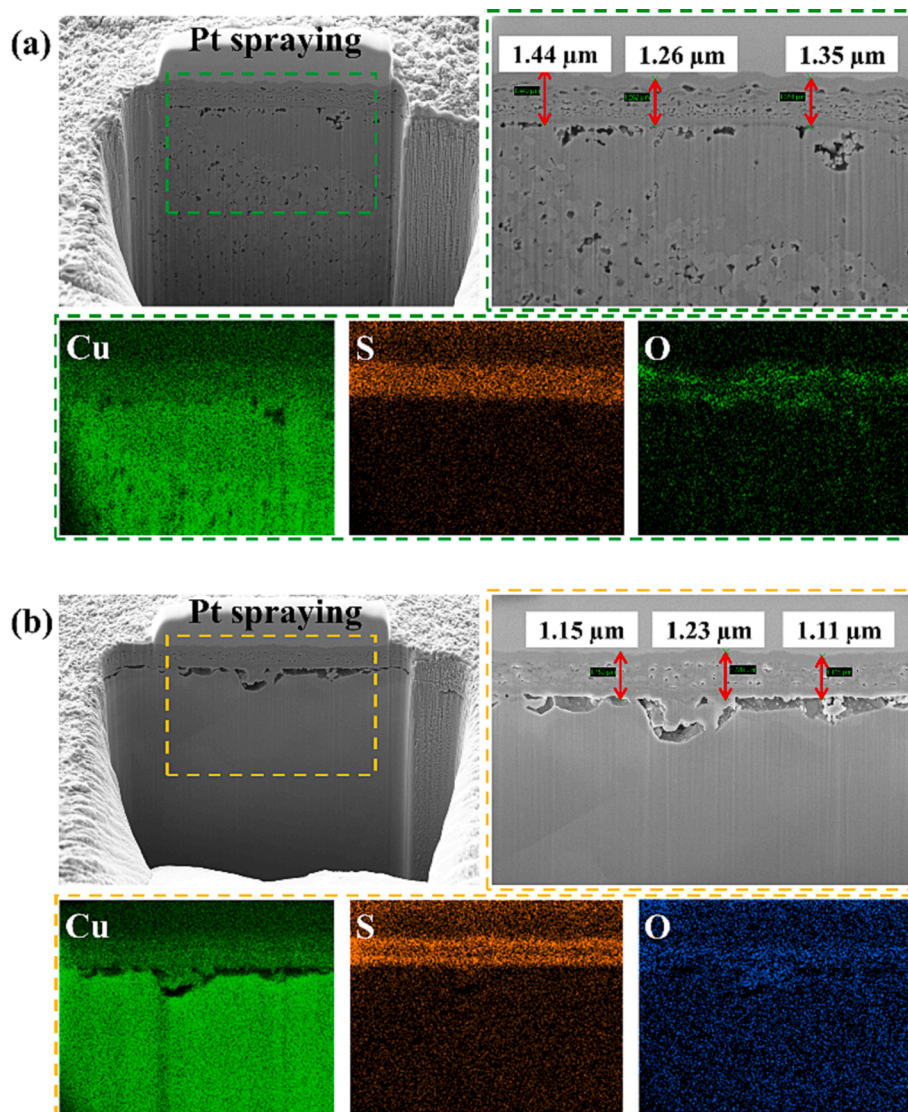 (a)
Pt spraying
1.44 µm 1.26 µm 1.35 µm
Cu S O
(b)
Pt spraying
1.15 µm 1.23 µm 1.11 µm
Cu S O